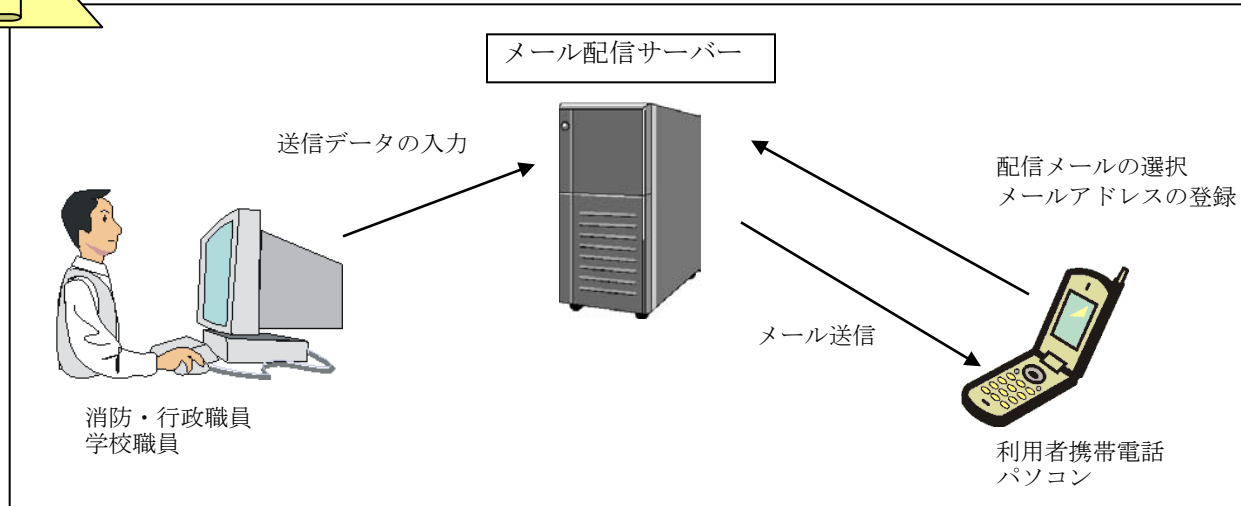 メール配信サーバー
送信データの入力
配信メールの選択
メールアドレスの登録
メール送信
消防・行政職員
学校職員
利用者携帯電話
パソコン